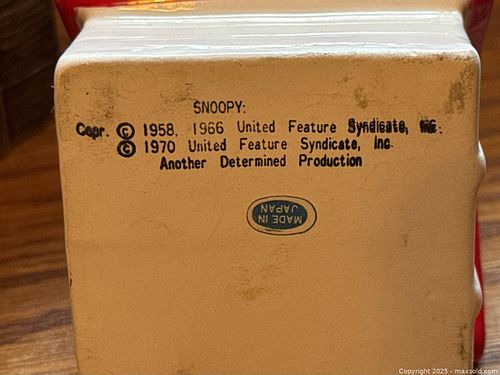 SNOOPY:
Copr. © 1958, 1966 United Feature Syndicate, Inc.
© 1970 United Feature Syndicate, Inc.
Another Determined Production
MADE IN
JAPAN
Copyright 2025 - maxsold.com